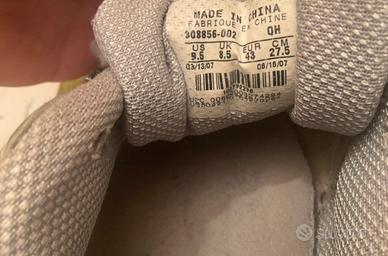 MADE IN CHINA
FABRIQUE EN CHINE
308856-002 QH
US UK EUR CM
9.5 8.5 43 27.5
03/13/07 06/16/07
subito